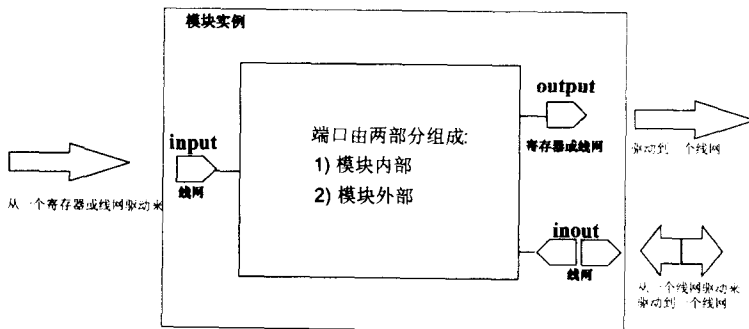 模块实例
output
input
端口由两部分组成:
1) 模块内部
2) 模块外部
寄存器或线网
驱动到一个线网
线网
从一个寄存器或线网驱动来
inout
线网
从一个线网驱动来
驱动到一个线网